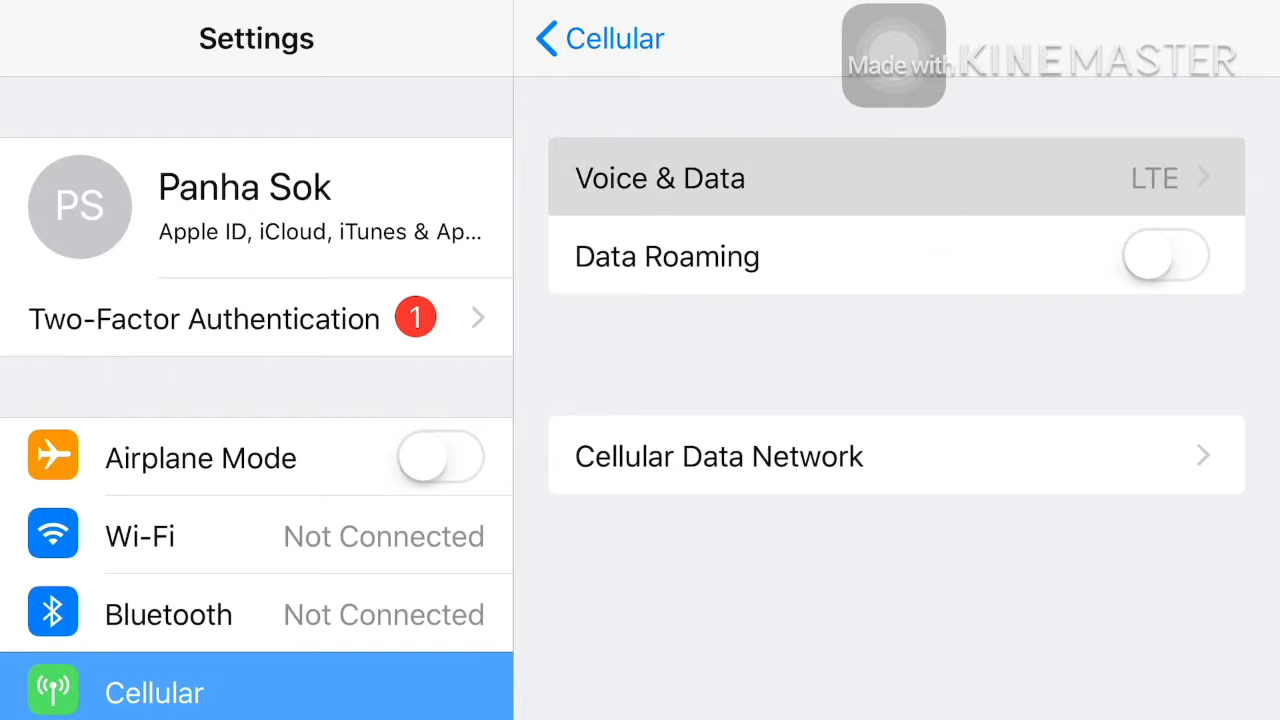 Settings
PS
Panha Sok
Apple ID, iCloud, iTunes & Ap...
Two-Factor Authentication 1
Airplane Mode
Wi-Fi Not Connected
Bluetooth Not Connected
Cellular
Cellular
Made with KINEMASTER
Voice & Data LTE
Data Roaming
Cellular Data Network